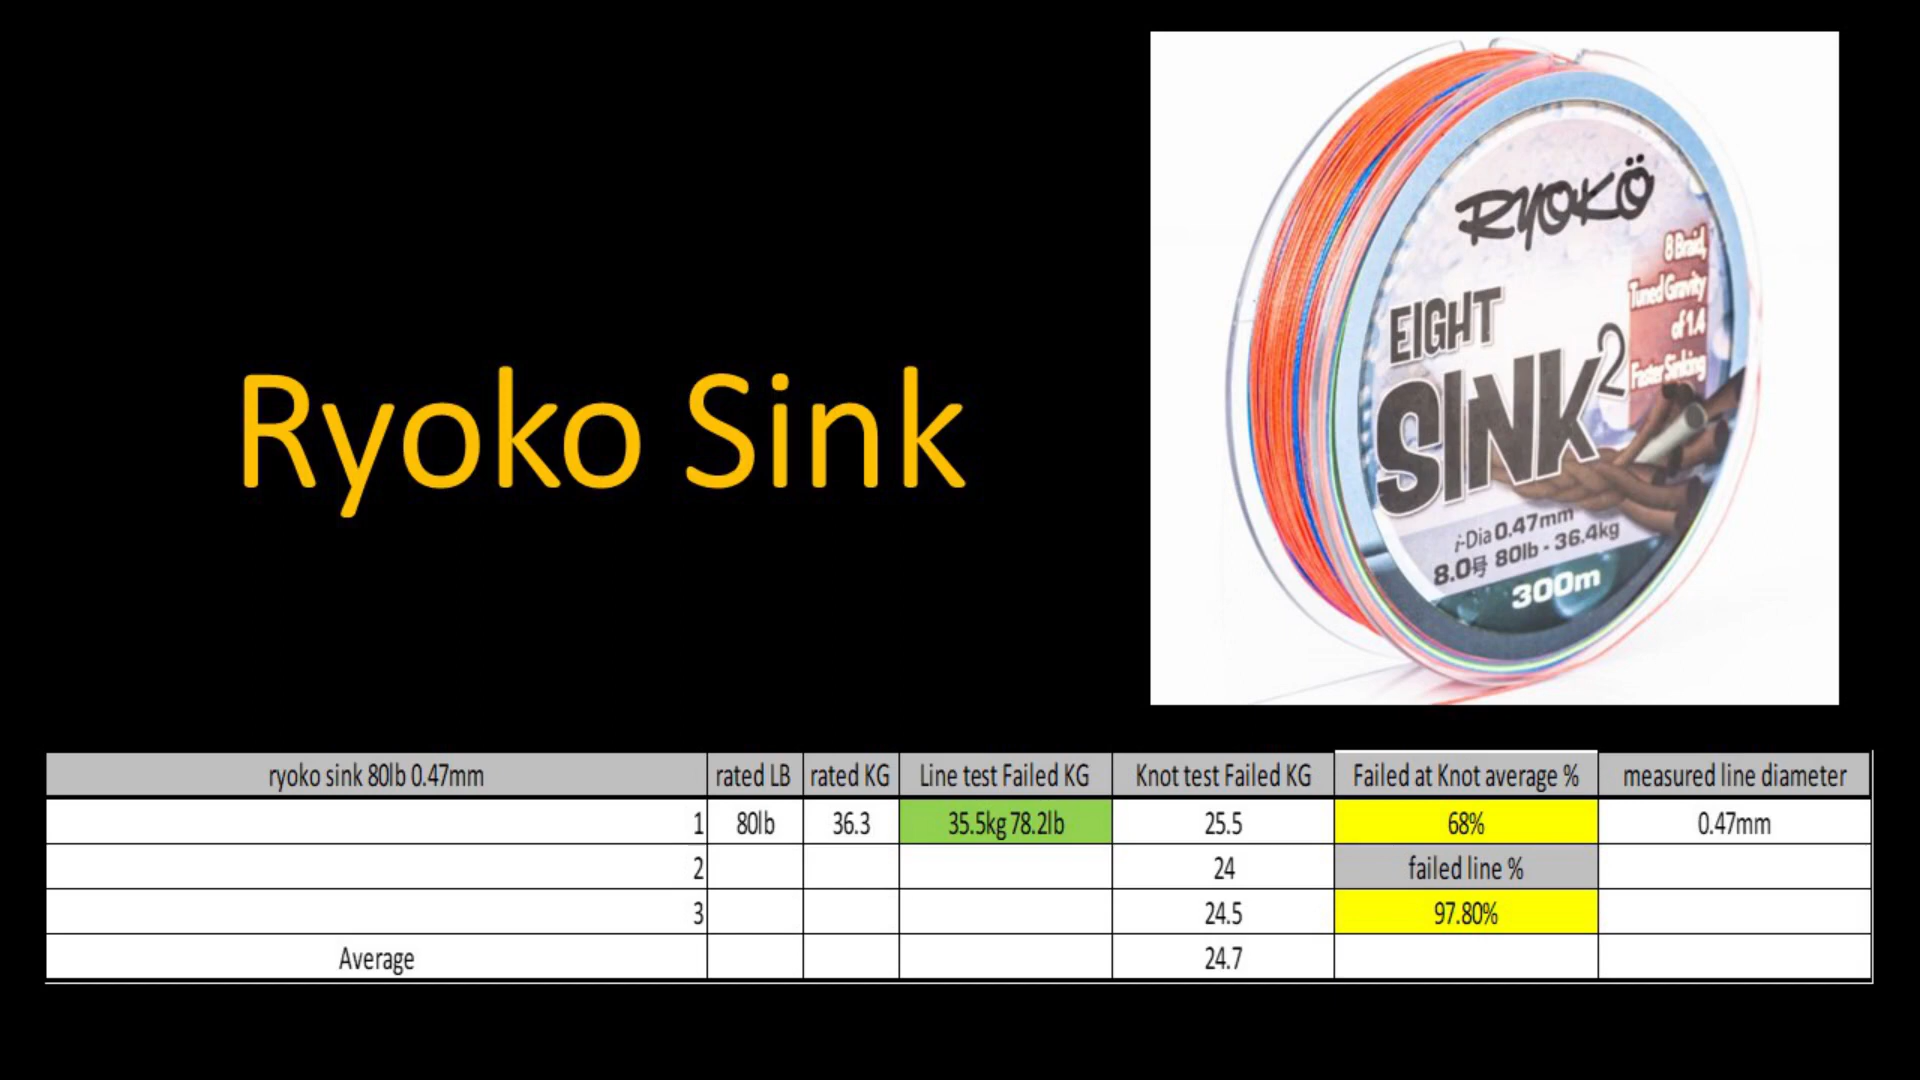 RYOKÖ
8 Braid,
Tuned Gravity
of 1.4
Faster Sinking
EIGHT
SINK²
i-Dia 0.47mm
8.0号 80lb - 36.4kg
300m
Ryoko Sink
ryoko sink 80lb 0.47mm rated LB rated KG Line test Failed KG Knot test Failed KG Failed at Knot average % measured line diameter
1 80lb 36.3 35.5kg 78.2lb 25.5 68% 0.47mm
2 24 failed line %
3 24.5 97.80%
Average 24.7